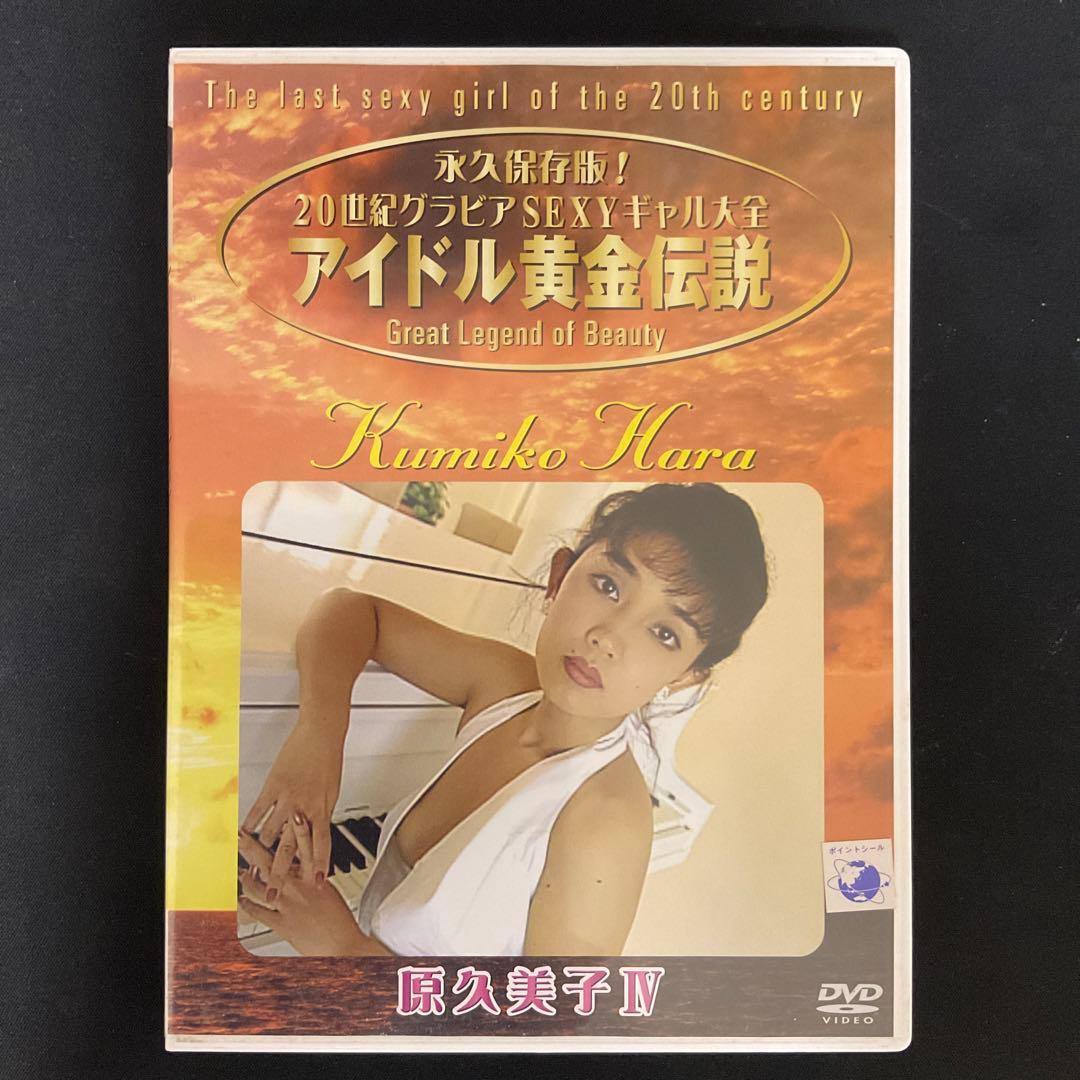 The last sexy girl of the 20th century
永久保存版！
20世紀グラビアSEXYギャル大全
アイドル黄金伝説
Great Legend of Beauty
Kumiko Hara
ポイントシール
原久美子Ⅳ
DVD
VIDEO